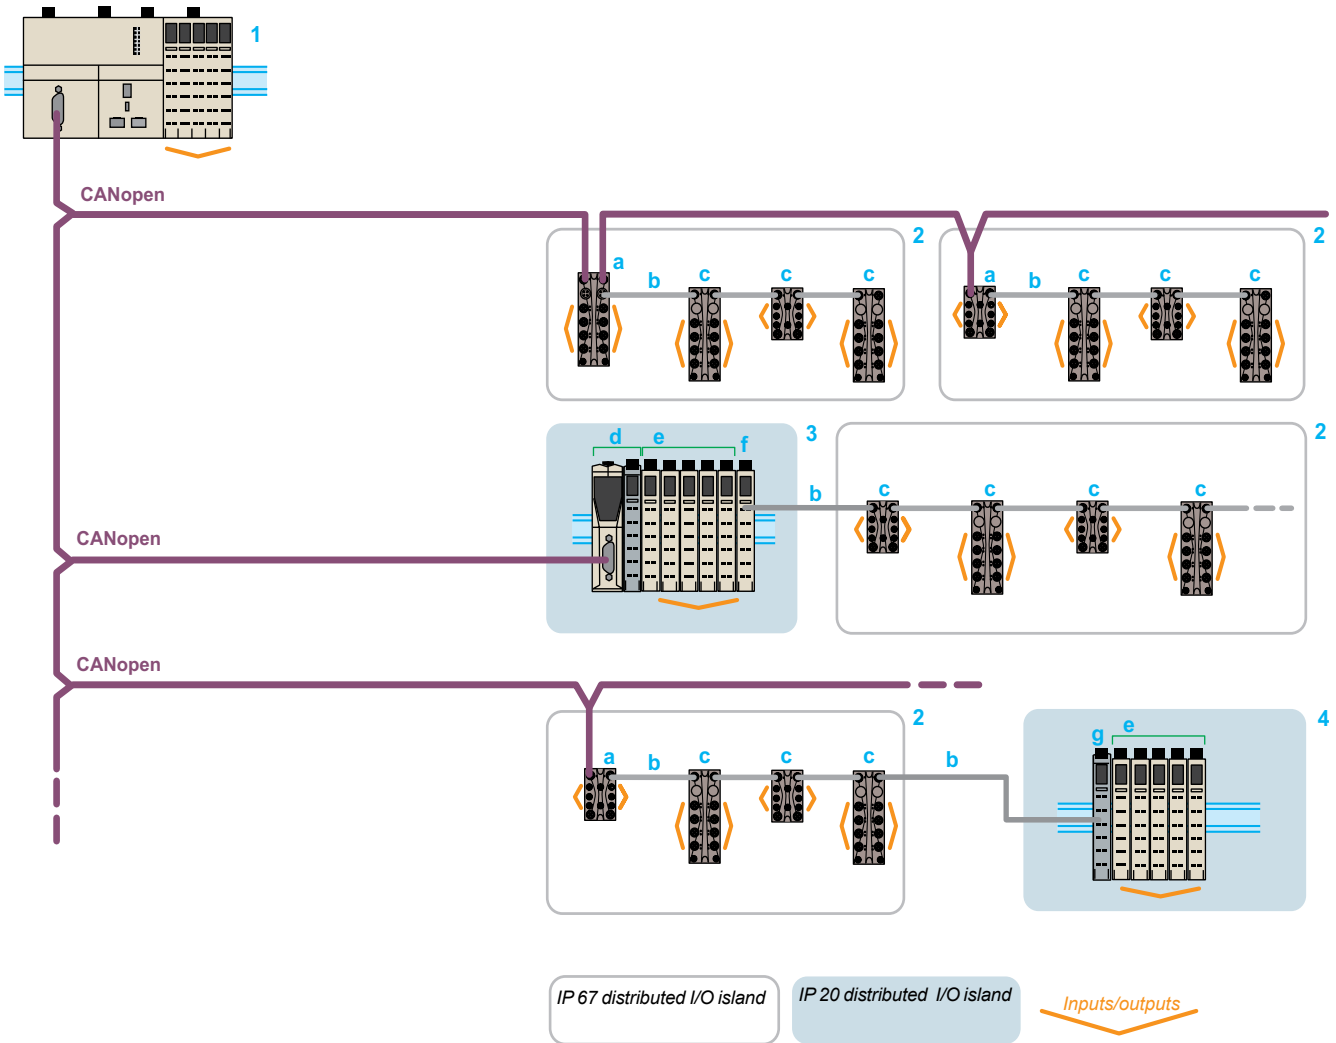 1
CANopen
2
2
a
b
c
c
c
a
b
c
c
c
3
2
d
e
f
b
c
c
c
c
CANopen
CANopen
2
4
a
b
c
c
c
b
g
e
IP 67 distributed I/O island
IP 20 distributed I/O island
Inputs/outputs